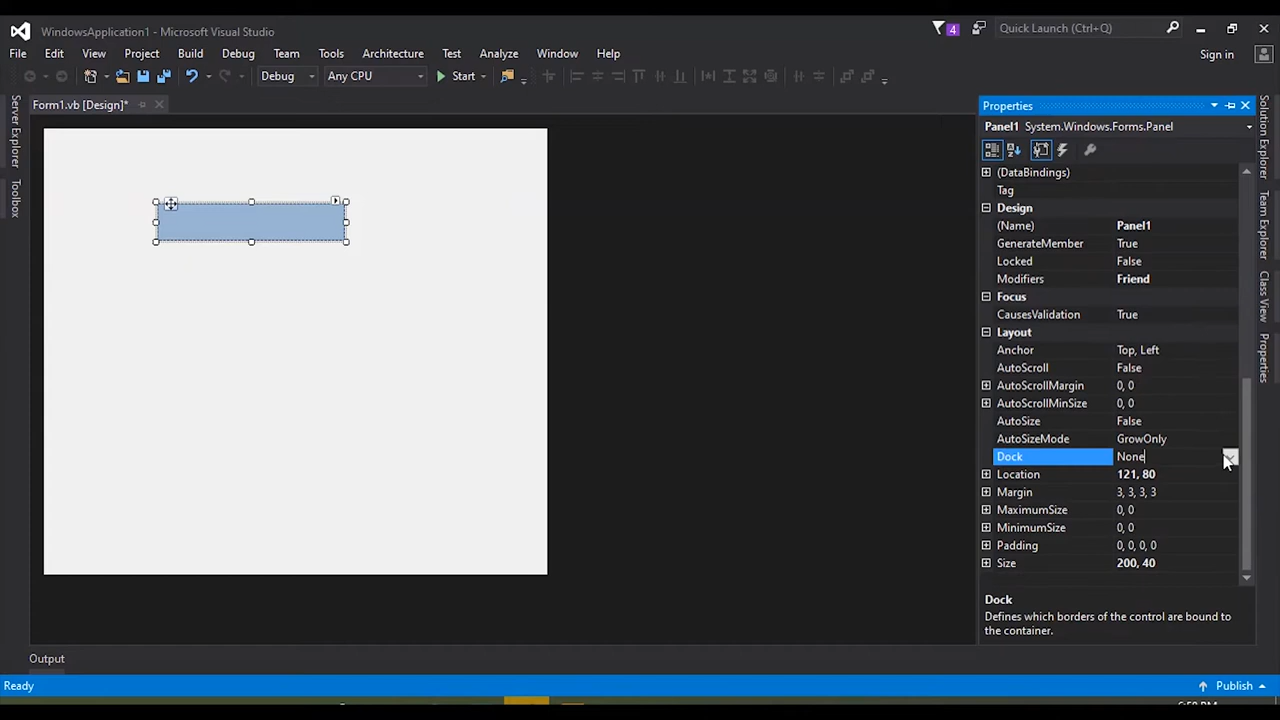 WindowsApplication1 - Microsoft Visual Studio
4
Quick Launch (Ctrl+Q)
File Edit View Project Build Debug Team Tools Architecture Test Analyze Window Help
Sign in
Debug Any CPU Start
Form1.vb [Design]*
Server Explorer
Toolbox
Properties
Panel1 System.Windows.Forms.Panel
(DataBindings)
Tag
Design
(Name) Panel1
GenerateMember True
Locked False
Modifiers Friend
Focus
CausesValidation True
Layout
Anchor Top, Left
AutoScroll False
AutoScrollMargin 0, 0
AutoScrollMinSize 0, 0
AutoSize False
AutoSizeMode GrowOnly
Dock None
Location 121, 80
Margin 3, 3, 3, 3
MaximumSize 0, 0
MinimumSize 0, 0
Padding 0, 0, 0, 0
Size 200, 40
Dock
Defines which borders of the control are bound to
the container.
Solution Explorer
Team Explorer
Class View
Properties
Output
Ready
Publish